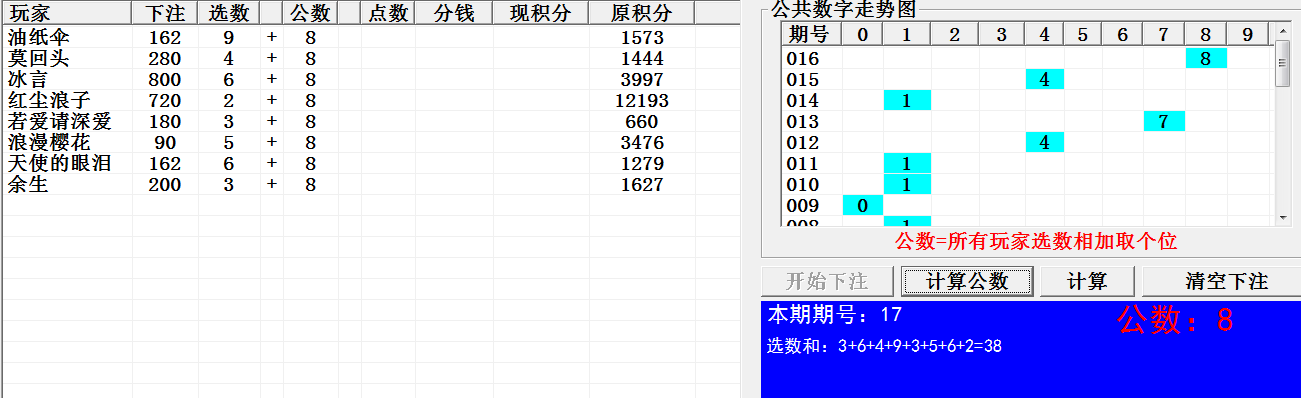 玩家 下注 选数 公数 点数 分钱 现积分 原积分
油纸伞 162 9 + 8 1573
莫回头 280 4 + 8 1444
冰言 800 6 + 8 3997
红尘浪子 720 2 + 8 12193
若爱请深爱 180 3 + 8 660
浪漫樱花 90 5 + 8 3476
天使的眼泪 162 6 + 8 1279
余生 200 3 + 8 1627
公共数字走势图
期号 0 1 2 3 4 5 6 7 8 9
016 8
015 4
014 1
013 7
012 4
011 1
010 1
009 0
008 1
公数=所有玩家选数相加取个位
开始下注 计算公数 计算 清空下注
本期期号：17 公数：8
选数和：3+6+4+9+3+5+6+2=38